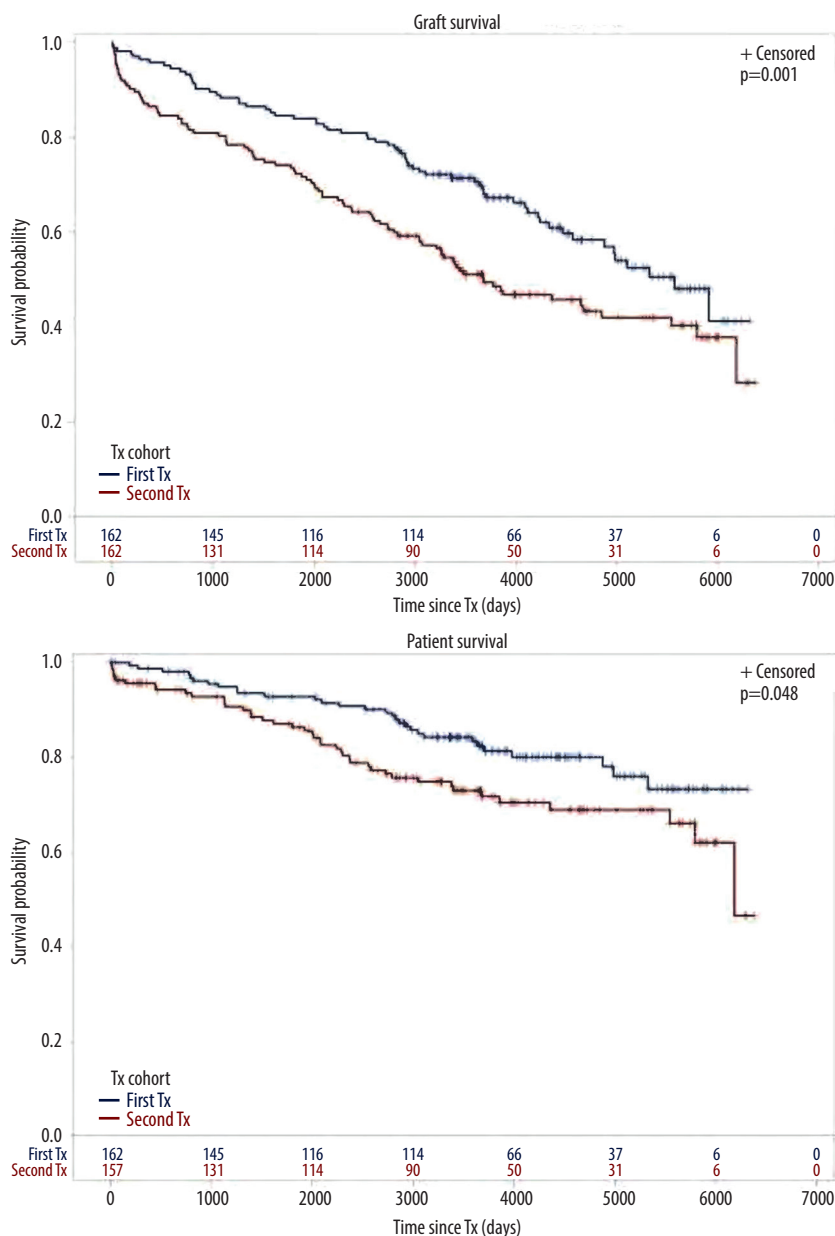 Graft survival
1.0
+ Censored
p=0.001
0.8
0.6
Survival probability
0.4
0.2
Tx cohort
First Tx
Second Tx
0.0
First Tx 162 145 116 114 66 37 6 0
Second Tx 162 131 114 90 50 31 6 0
0 1000 2000 3000 4000 5000 6000 7000
Time since Tx (days)
Patient survival
1.0
+ Censored
p=0.048
0.8
0.6
Survival probability
0.4
0.2
Tx cohort
First Tx
Second Tx
0.0
First Tx 162 145 116 114 66 37 6 0
Second Tx 157 131 114 90 50 31 6 0
0 1000 2000 3000 4000 5000 6000 7000
Time since Tx (days)